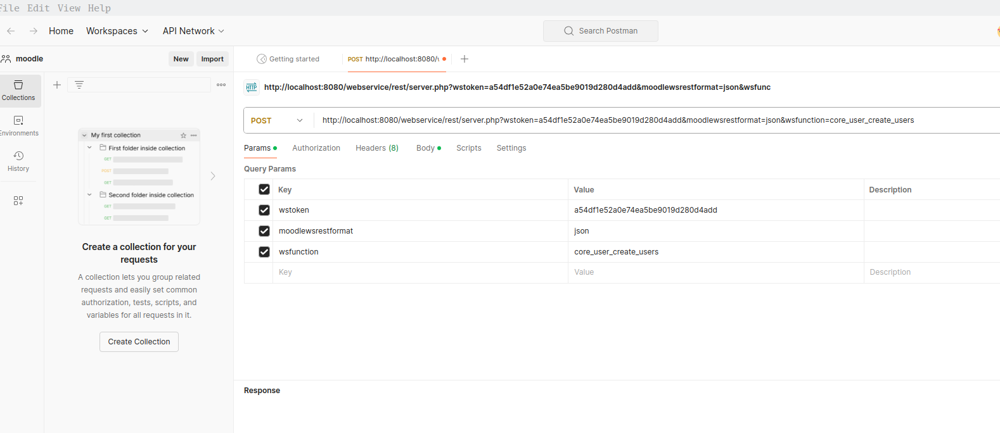 File Edit View Help
Home Workspaces API Network Search Postman
moodle New Import
Getting started POST http://localhost:8080/
Collections
Environments
History
My first collection
First folder inside collection
GET
POST
GET
Second folder inside collection
GET
GET
Create a collection for your
requests
A collection lets you group related
requests and easily set common
authorization, tests, scripts, and
variables for all requests in it.
Create Collection
HTTP http://localhost:8080/webservice/rest/server.php?wstoken=a54df1e52a0e74ea5be9019d280d4add&moodlewsrestformat=json&wsfunc
POST http://localhost:8080/webservice/rest/server.php?wstoken=a54df1e52a0e74ea5be9019d280d4add&moodlewsrestformat=json&wsfunction=core_user_create_users
Params Authorization Headers (8) Body Scripts Settings
Query Params
Key Value Description
wstoken a54df1e52a0e74ea5be9019d280d4add
moodlewsrestformat json
wsfunction core_user_create_users
Key Value Description
Response